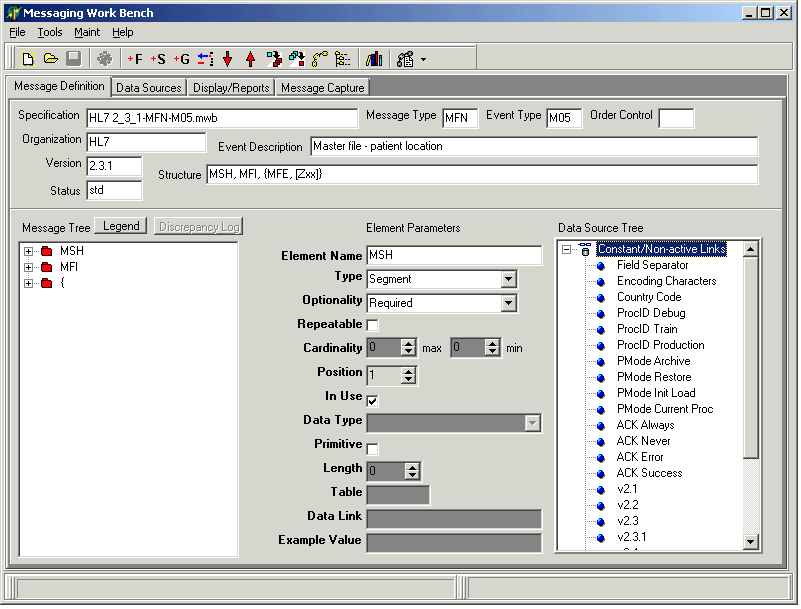 Messaging Work Bench
File Tools Maint Help
+F +S +G
Message Definition Data Sources Display/Reports Message Capture
Specification HL7 2_3_1-MFN-M05.mwb Message Type MFN Event Type M05 Order Control
Organization HL7 Event Description Master file - patient location
Version 2.3.1
Structure MSH, MFI, {MFE, [Zxx]}
Status std
Message Tree Legend Discrepancy Log
MSH
MFI
{
Element Parameters
Element Name MSH
Type Segment
Optionality Required
Repeatable
Cardinality 0 max 0 min
Position 1
In Use
Data Type
Primitive
Length 0
Table
Data Link
Example Value
Data Source Tree
Constant/Non-active Links
Field Separator
Encoding Characters
Country Code
ProcID Debug
ProcID Train
ProcID Production
PMode Archive
PMode Restore
PMode Init Load
PMode Current Proc
ACK Always
ACK Never
ACK Error
ACK Success
v2.1
v2.2
v2.3
v2.3.1